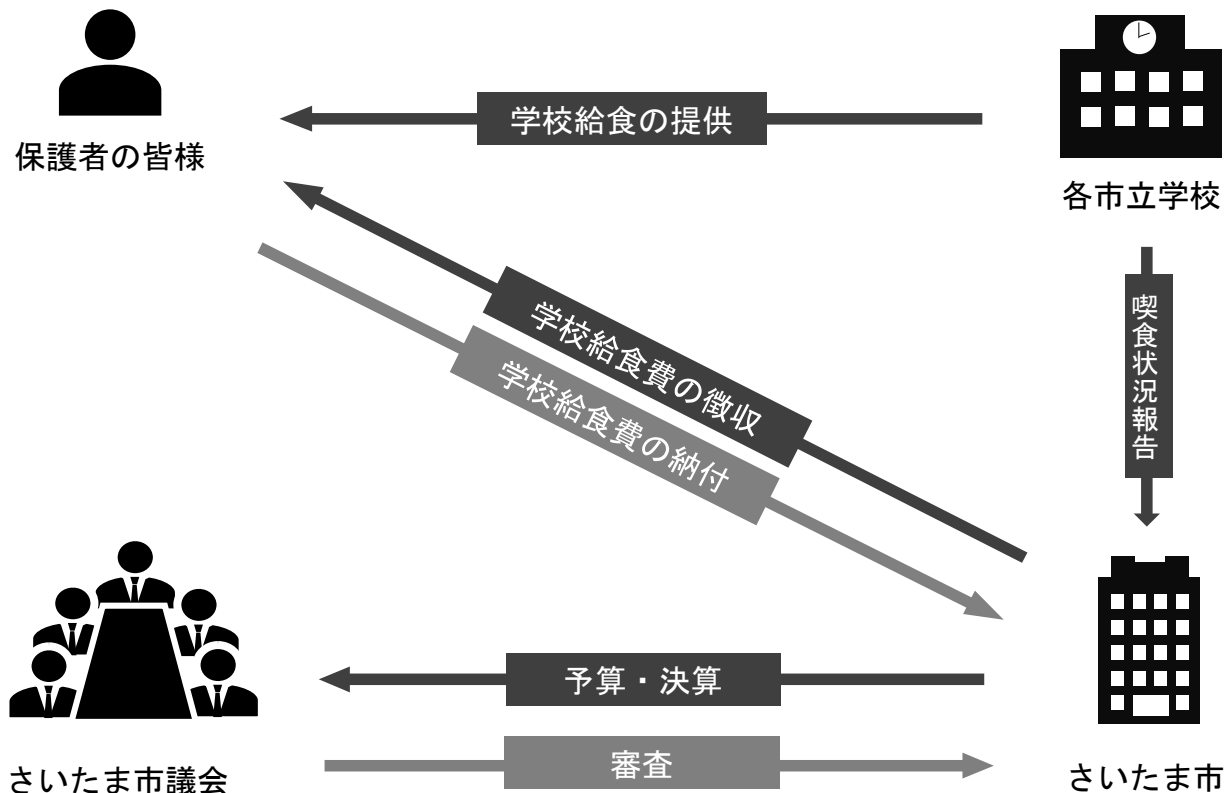 学校給食の提供
保護者の皆様
各市立学校
学校給食費の徴収
学校給食費の納付
喫食状況報告
予算・決算
審査
さいたま市議会
さいたま市